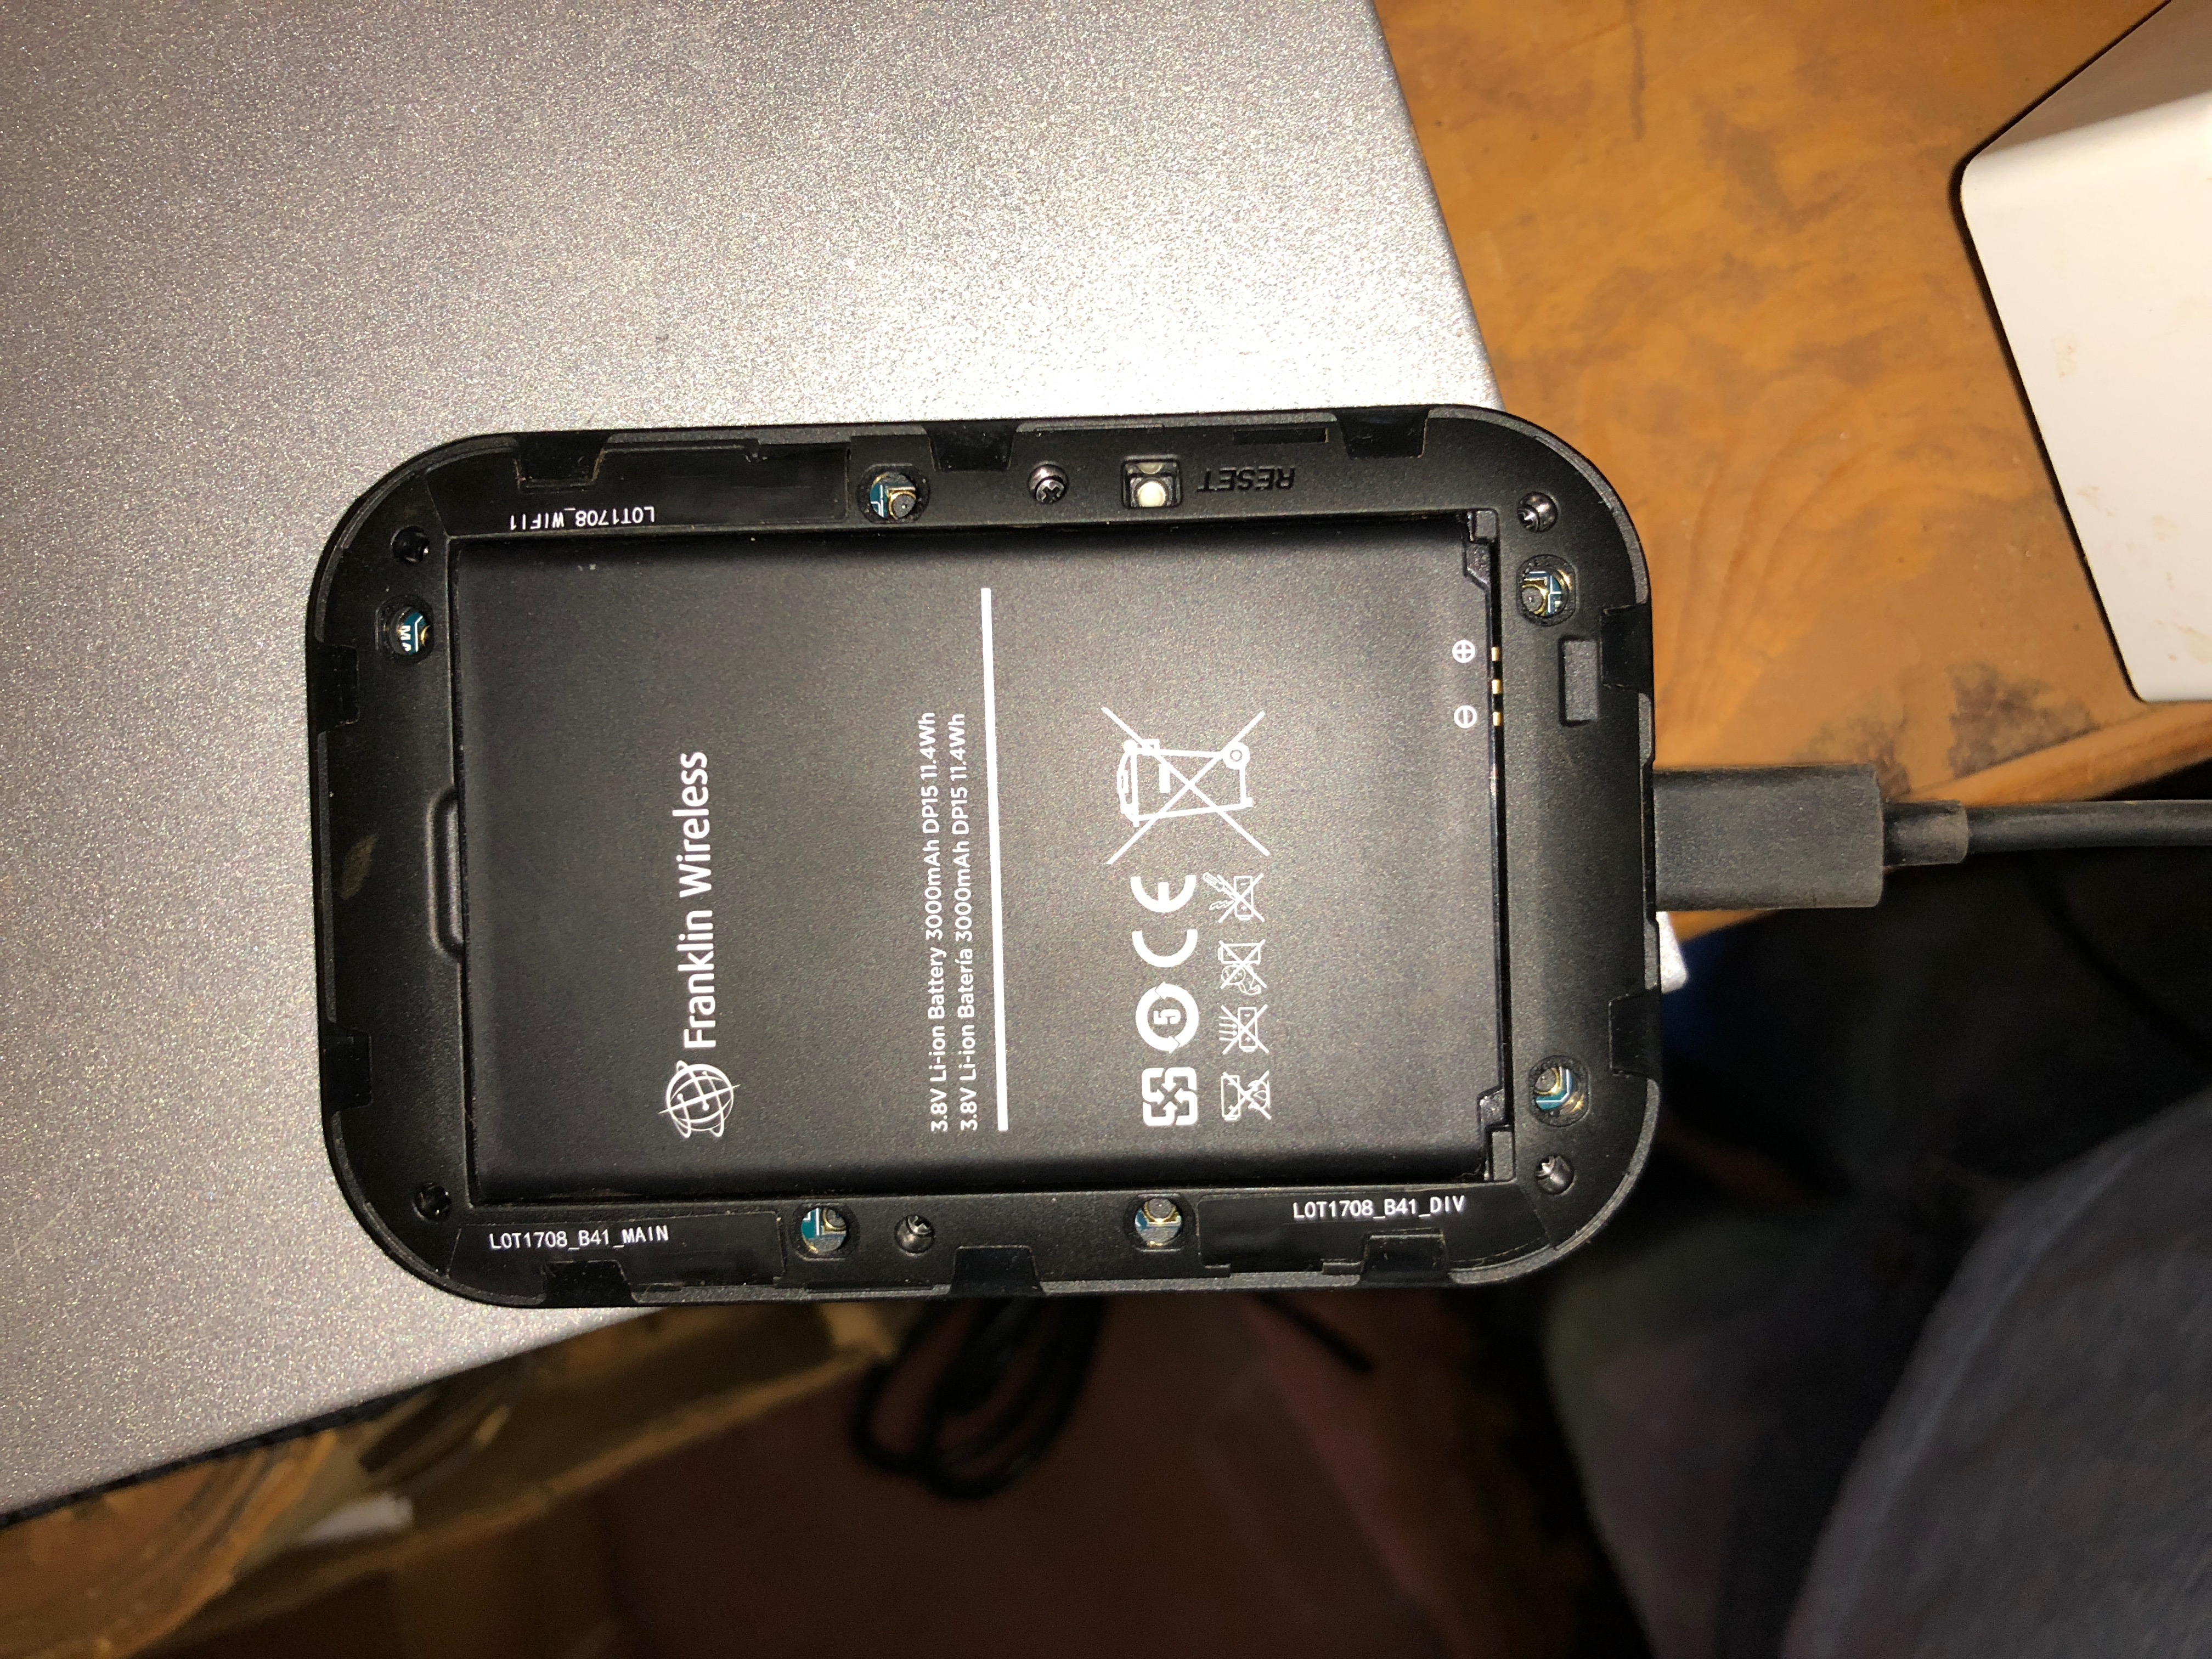 LOT1708_B41_MAIN
LOT1708_WIFI1
Franklin Wireless
3.8V Li-ion Battery 3000mAh DP15 11.4Wh
3.8V Li-ion Batería 3000mAh DP15 11.4Wh
5 CE
RESET
LOT1708_B41_DIV
⊖ ⊕